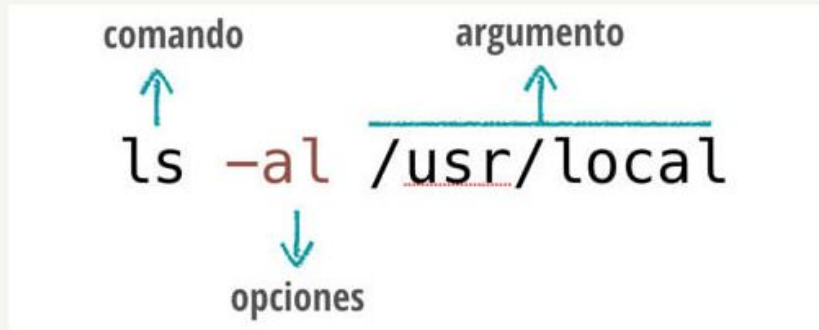 comando argumento
ls -al /usr/local
opciones